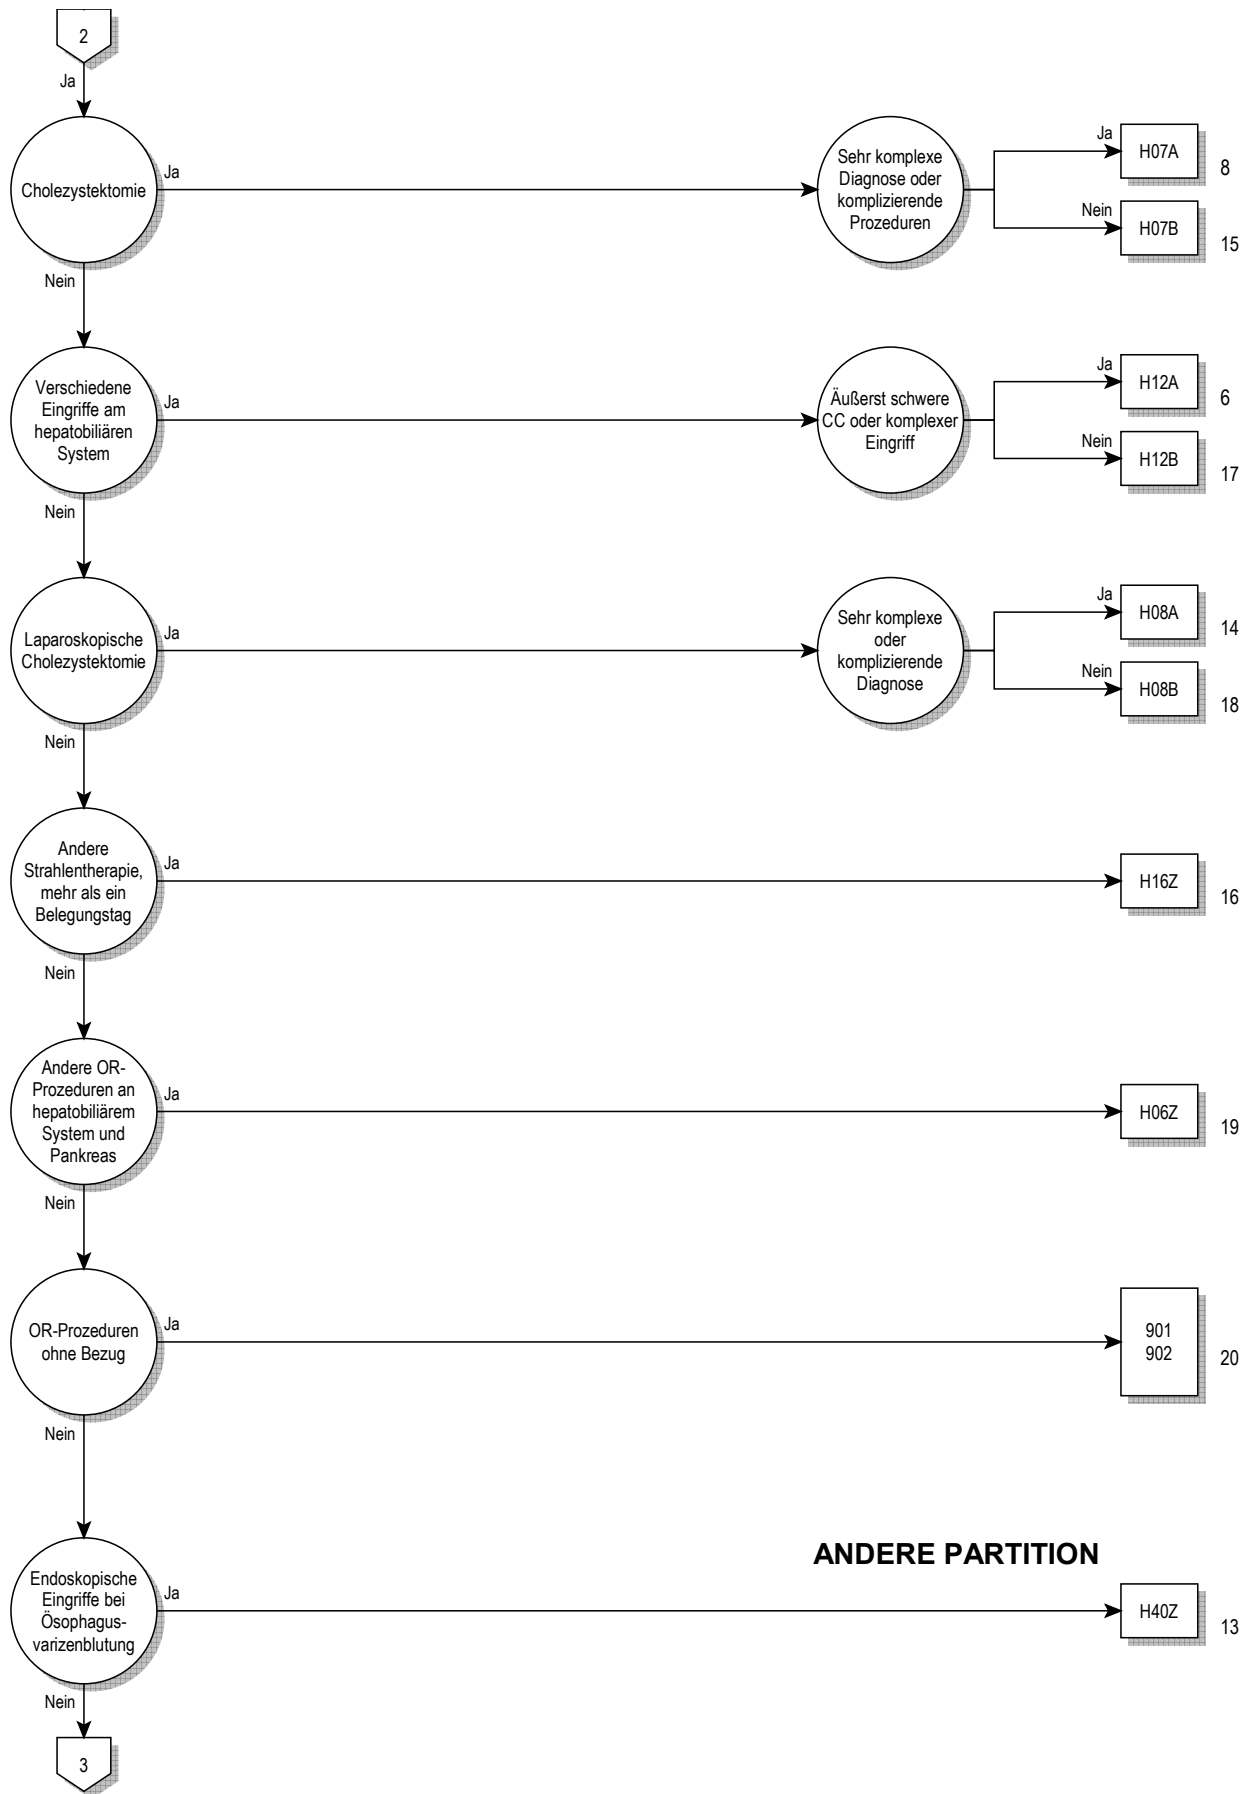 2
Ja
Cholezystektomie
Ja
Sehr komplexe
Diagnose oder
komplizierende
Prozeduren
Ja
H07A
8
Nein
H07B
15
Nein
Verschiedene
Eingriffe am
hepatobiliären
System
Ja
Äußerst schwere
CC oder komplexer
Eingriff
Ja
H12A
6
Nein
H12B
17
Nein
Laparoskopische
Cholezystektomie
Ja
Sehr komplexe
oder
komplizierende
Diagnose
Ja
H08A
14
Nein
H08B
18
Nein
Andere
Strahlentherapie,
mehr als ein
Belegungstag
Ja
H16Z
16
Nein
Andere OR-
Prozeduren an
hepatobiliärem
System und
Pankreas
Ja
H06Z
19
Nein
OR-Prozeduren
ohne Bezug
Ja
901
902
20
Nein
ANDERE PARTITION
Endoskopische
Eingriffe bei
Ösophagus-
varizenblutung
Ja
H40Z
13
Nein
3